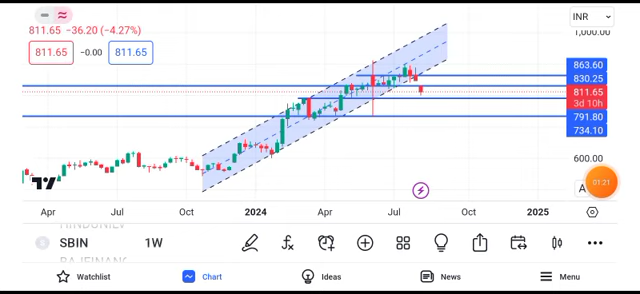 INR
811.65 -36.20 (-4.27%)
1,000.00
811.65 -0.00 811.65
863.60
830.25
811.65
3d 10h
791.80
734.10
600.00
A
01:21
Apr Jul Oct 2024 Apr Jul Oct 2025
SBIN 1W
Watchlist Chart Ideas News Menu